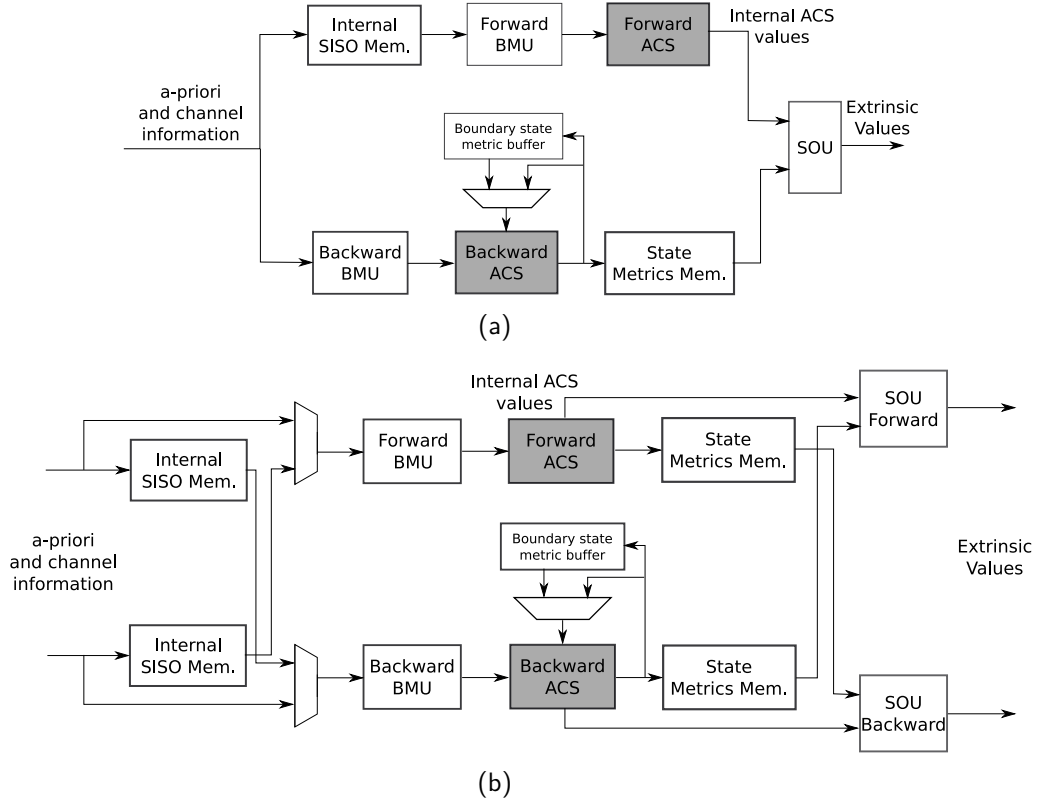 Internal
SISO Mem.
Forward
BMU
Forward
ACS
Internal ACS
values
a-priori
and channel
information
Boundary state
metric buffer
SOU
Extrinsic
Values
Backward
BMU
Backward
ACS
State
Metrics Mem.
(a)
Internal ACS
values
SOU
Forward
Internal
SISO Mem.
Forward
BMU
Forward
ACS
State
Metrics Mem.
a-priori
and channel
information
Boundary state
metric buffer
Extrinsic
Values
Internal
SISO Mem.
Backward
BMU
Backward
ACS
State
Metrics Mem.
SOU
Backward
(b)